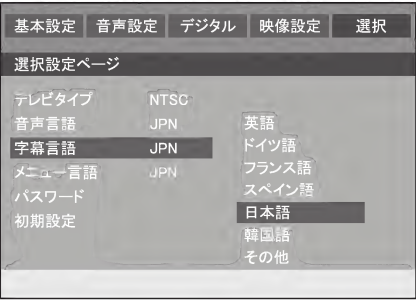 基本設定 音声設定 デジタル 映像設定 選択
選択設定ページ
テレビタイプ NTSC
音声言語 JPN
字幕言語 JPN
メニュー言語 JPN
パスワード
初期設定
英語
ドイツ語
フランス語
スペイン語
日本語
韓国語
その他